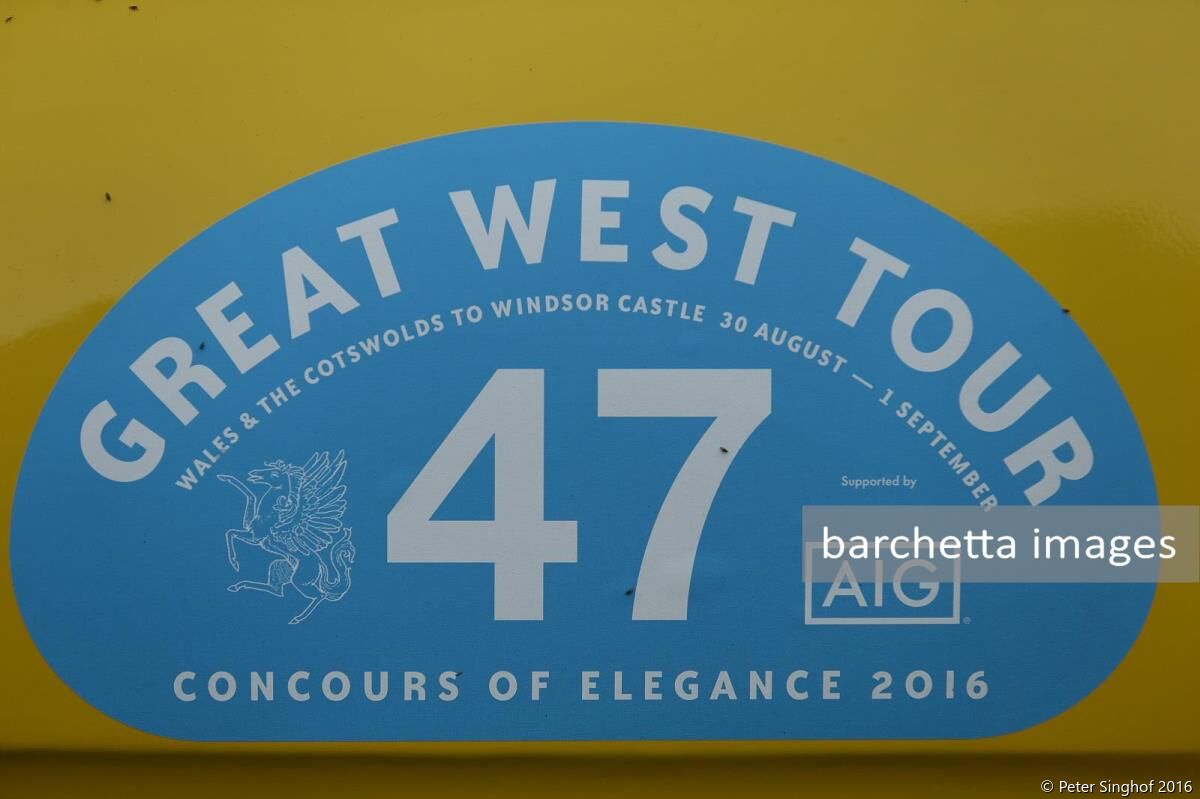 GREAT WEST TOUR
WALES & THE COTSWOLDS TO WINDSOR CASTLE 30 AUGUST — 1 SEPTEMBER
47
Supported by
barchetta images
AIG®
CONCOURS OF ELEGANCE 2016
© Peter Singhof 2016